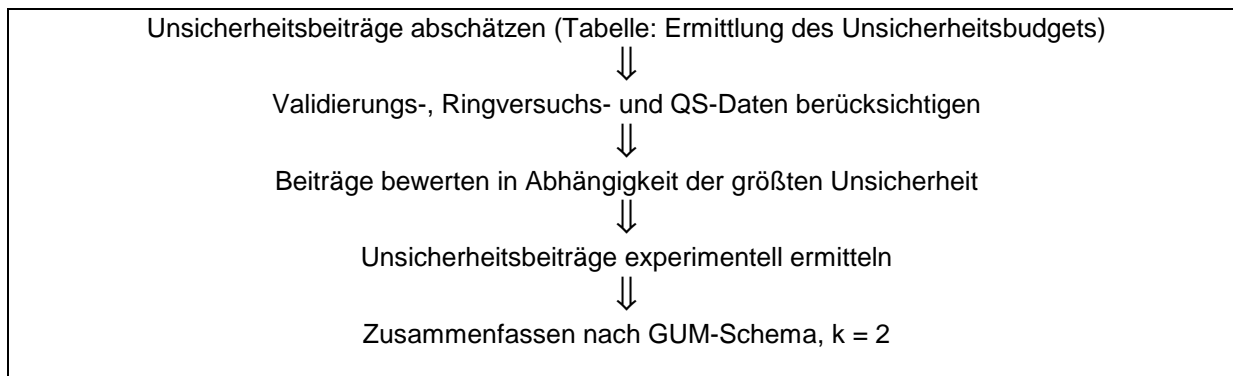 Unsicherheitsbeiträge abschätzen (Tabelle: Ermittlung des Unsicherheitsbudgets)
⇓
Validierungs-, Ringversuchs- und QS-Daten berücksichtigen
⇓
Beiträge bewerten in Abhängigkeit der größten Unsicherheit
⇓
Unsicherheitsbeiträge experimentell ermitteln
⇓
Zusammenfassen nach GUM-Schema, k = 2